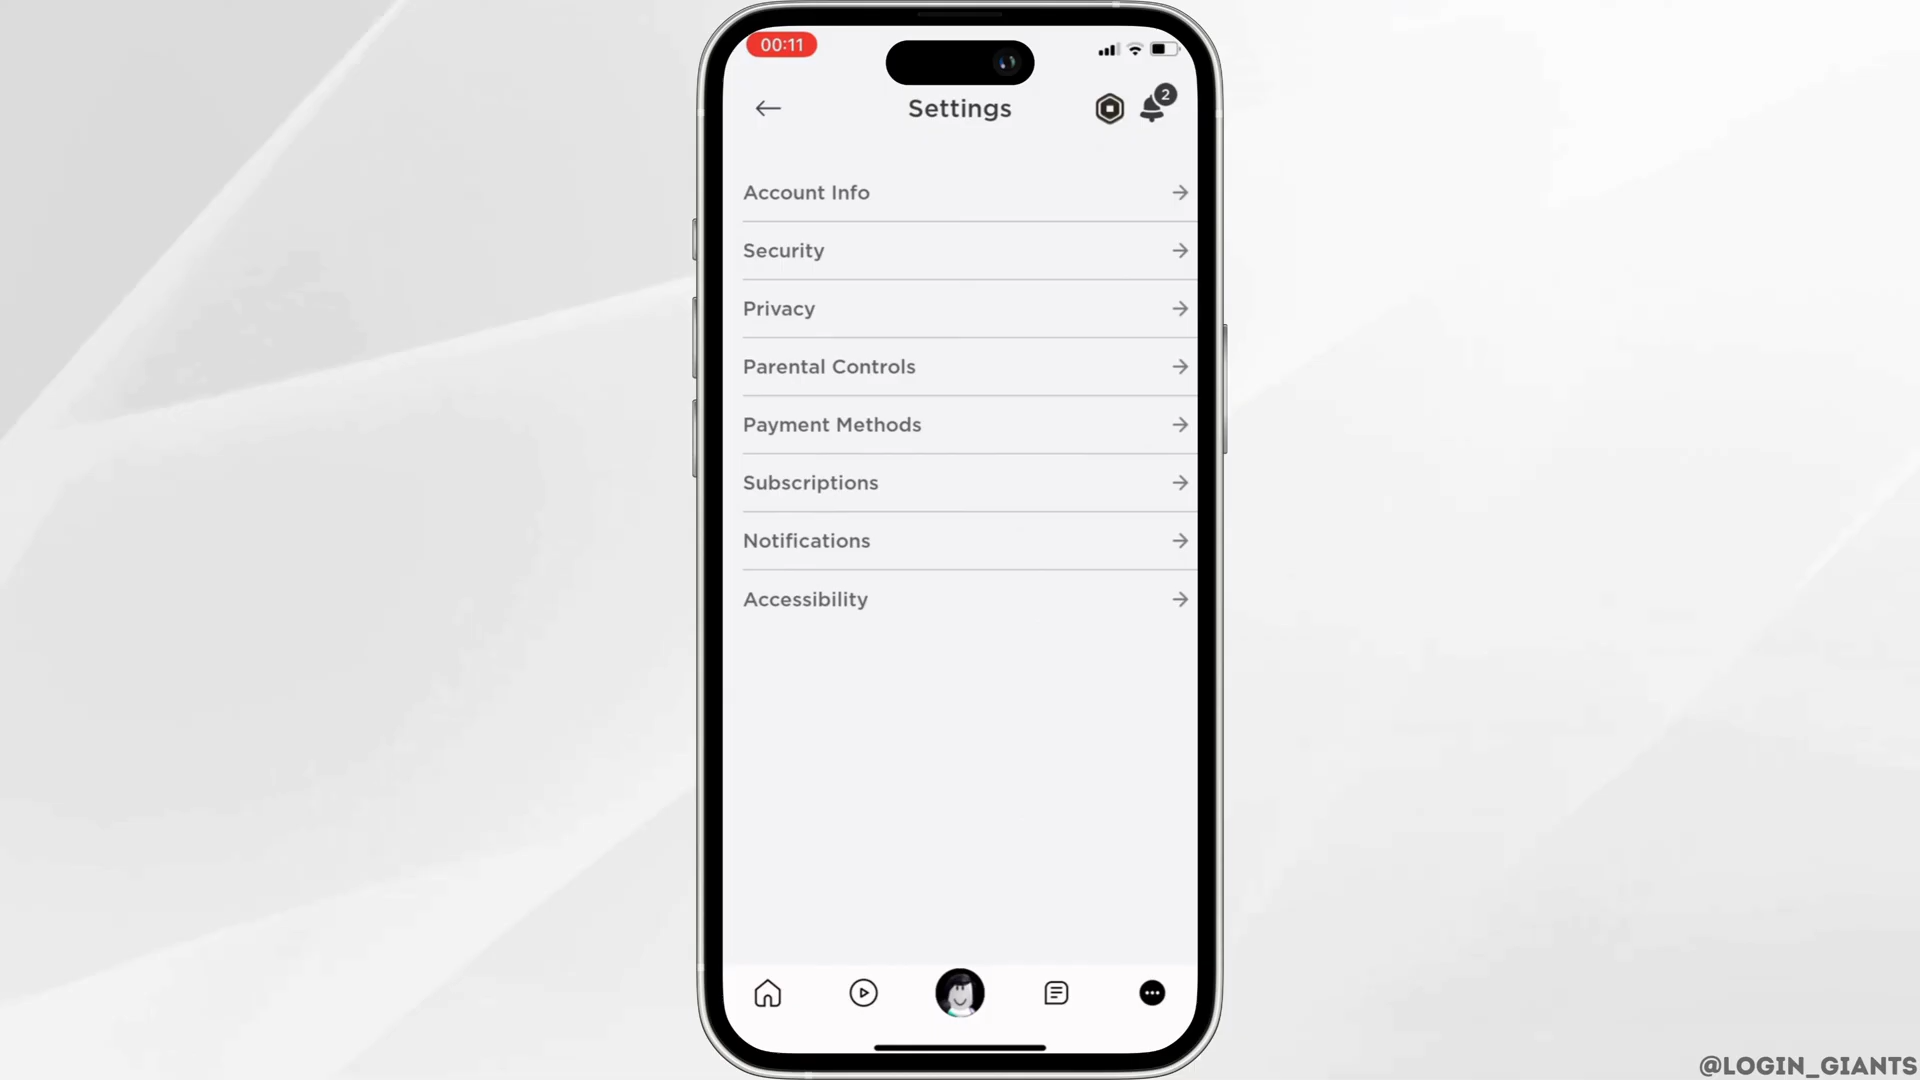 00:11
Settings
2
Account Info
Security
Privacy
Parental Controls
Payment Methods
Subscriptions
Notifications
Accessibility
@LOGIN_GIANTS